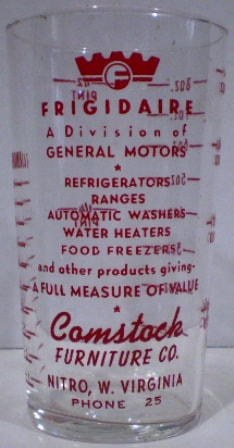 F
FRIGIDAIRE
A Division of
GENERAL MOTORS
★
REFRIGERATORS
RANGES
AUTOMATIC WASHERS
WATER HEATERS
FOOD FREEZERS
and other products giving-
A FULL MEASURE OF VALUE
★
Comstock
FURNITURE CO.
NITRO, W. VIRGINIA
PHONE 25